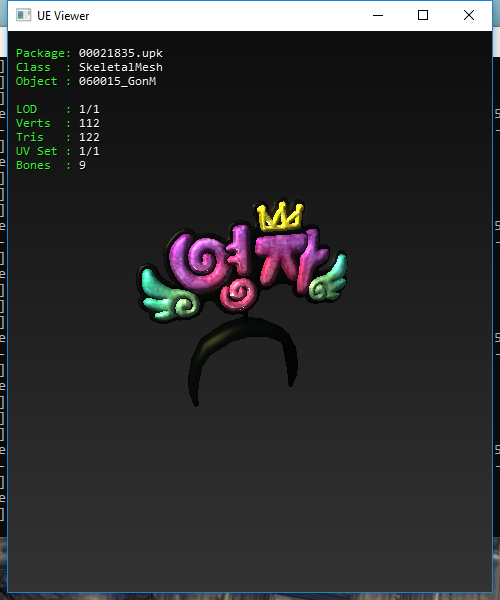 UE Viewer
Package: 00021835.upk
Class : SkeletalMesh
Object : 060015_GonM
LOD : 1/1
Verts : 112
Tris : 122
UV Set : 1/1
Bones : 9
영자